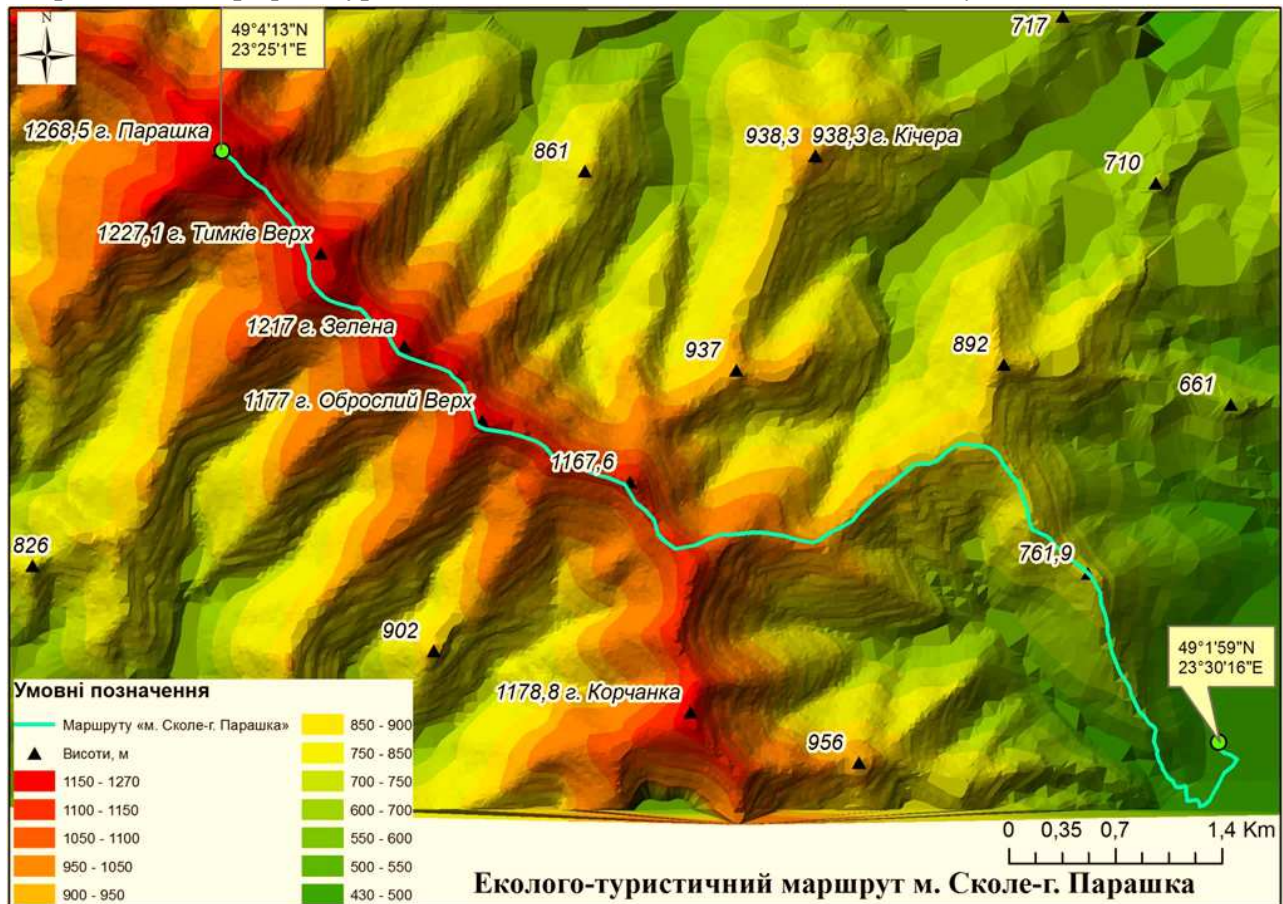 N
49°4'13"N
23°25'1"E
717
1268,5 г. Парашка
861
938,3 938,3 г. Кічера
710
1227,1 г. Тимків Верх
1217 г. Зелена
937
892
661
1177 г. Оброслий Верх
1167,6
826
761,9
902
49°1'59"N
23°30'16"E
1178,8 г. Корчанка
956
Умовні позначення
Маршруту «м. Сколе-г. Парашка»
Висоти, м
1150 - 1270
1100 - 1150
1050 - 1100
950 - 1050
900 - 950
850 - 900
750 - 850
700 - 750
600 - 700
550 - 600
500 - 550
430 - 500
0 0,35 0,7 1,4 Km
Еколого-туристичний маршрут м. Сколе-г. Парашка